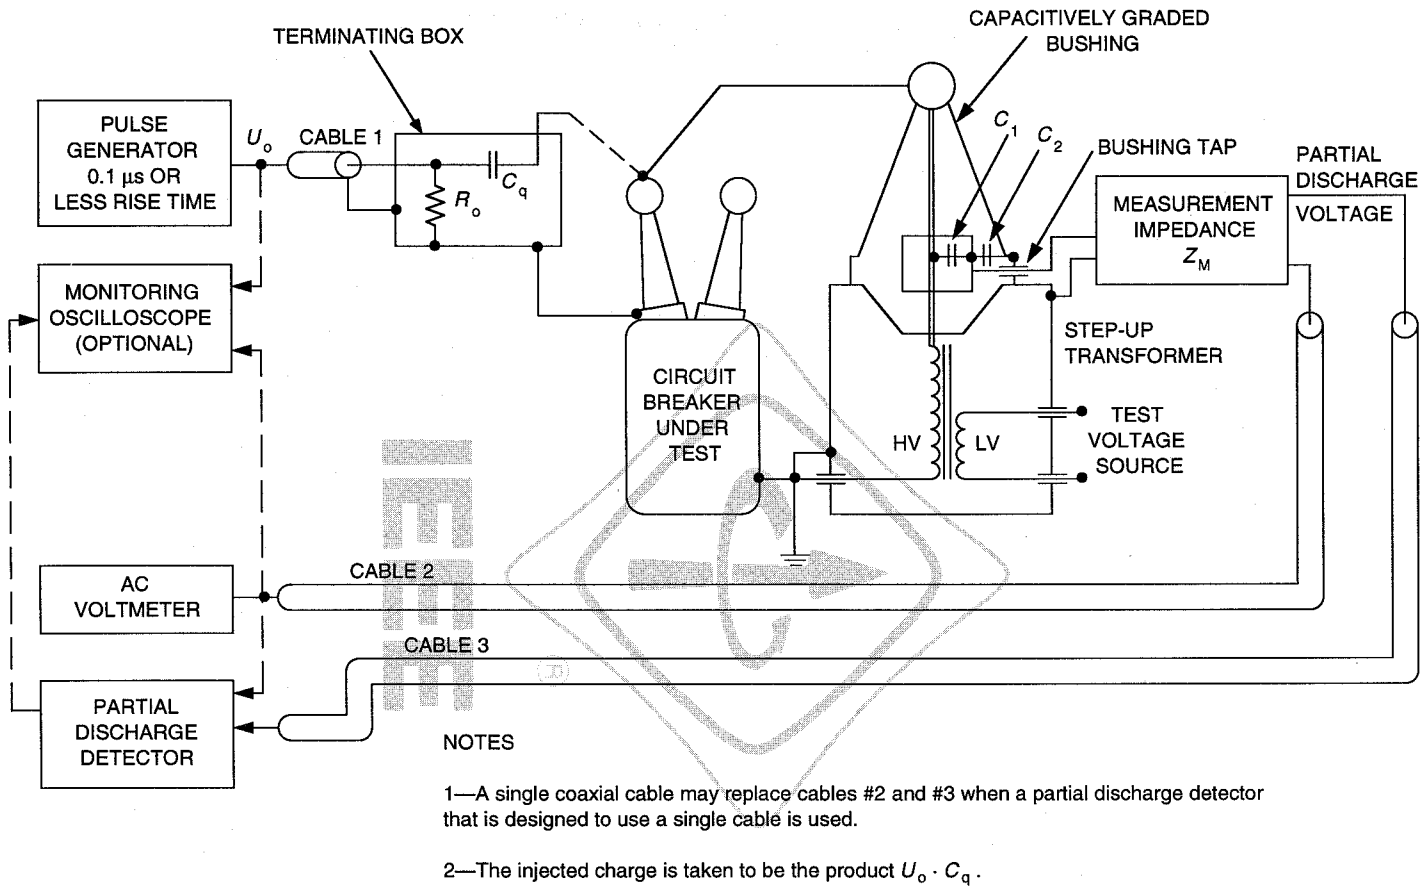 CAPACITIVELY GRADED
BUSHING
TERMINATING BOX
PULSE
GENERATOR
0.1 µs OR
LESS RISE TIME
Uo
CABLE 1
Cq
Ro
C1
C2
BUSHING TAP
PARTIAL
DISCHARGE
VOLTAGE
MEASUREMENT
IMPEDANCE
ZM
MONITORING
OSCILLOSCOPE
(OPTIONAL)
STEP-UP
TRANSFORMER
CIRCUIT
BREAKER
UNDER
TEST
HV
LV
TEST
VOLTAGE
SOURCE
AC
VOLTMETER
CABLE 2
CABLE 3
PARTIAL
DISCHARGE
DETECTOR
IEEE
®
NOTES
1—A single coaxial cable may replace cables #2 and #3 when a partial discharge detector
that is designed to use a single cable is used.
2—The injected charge is taken to be the product Uo · Cq .